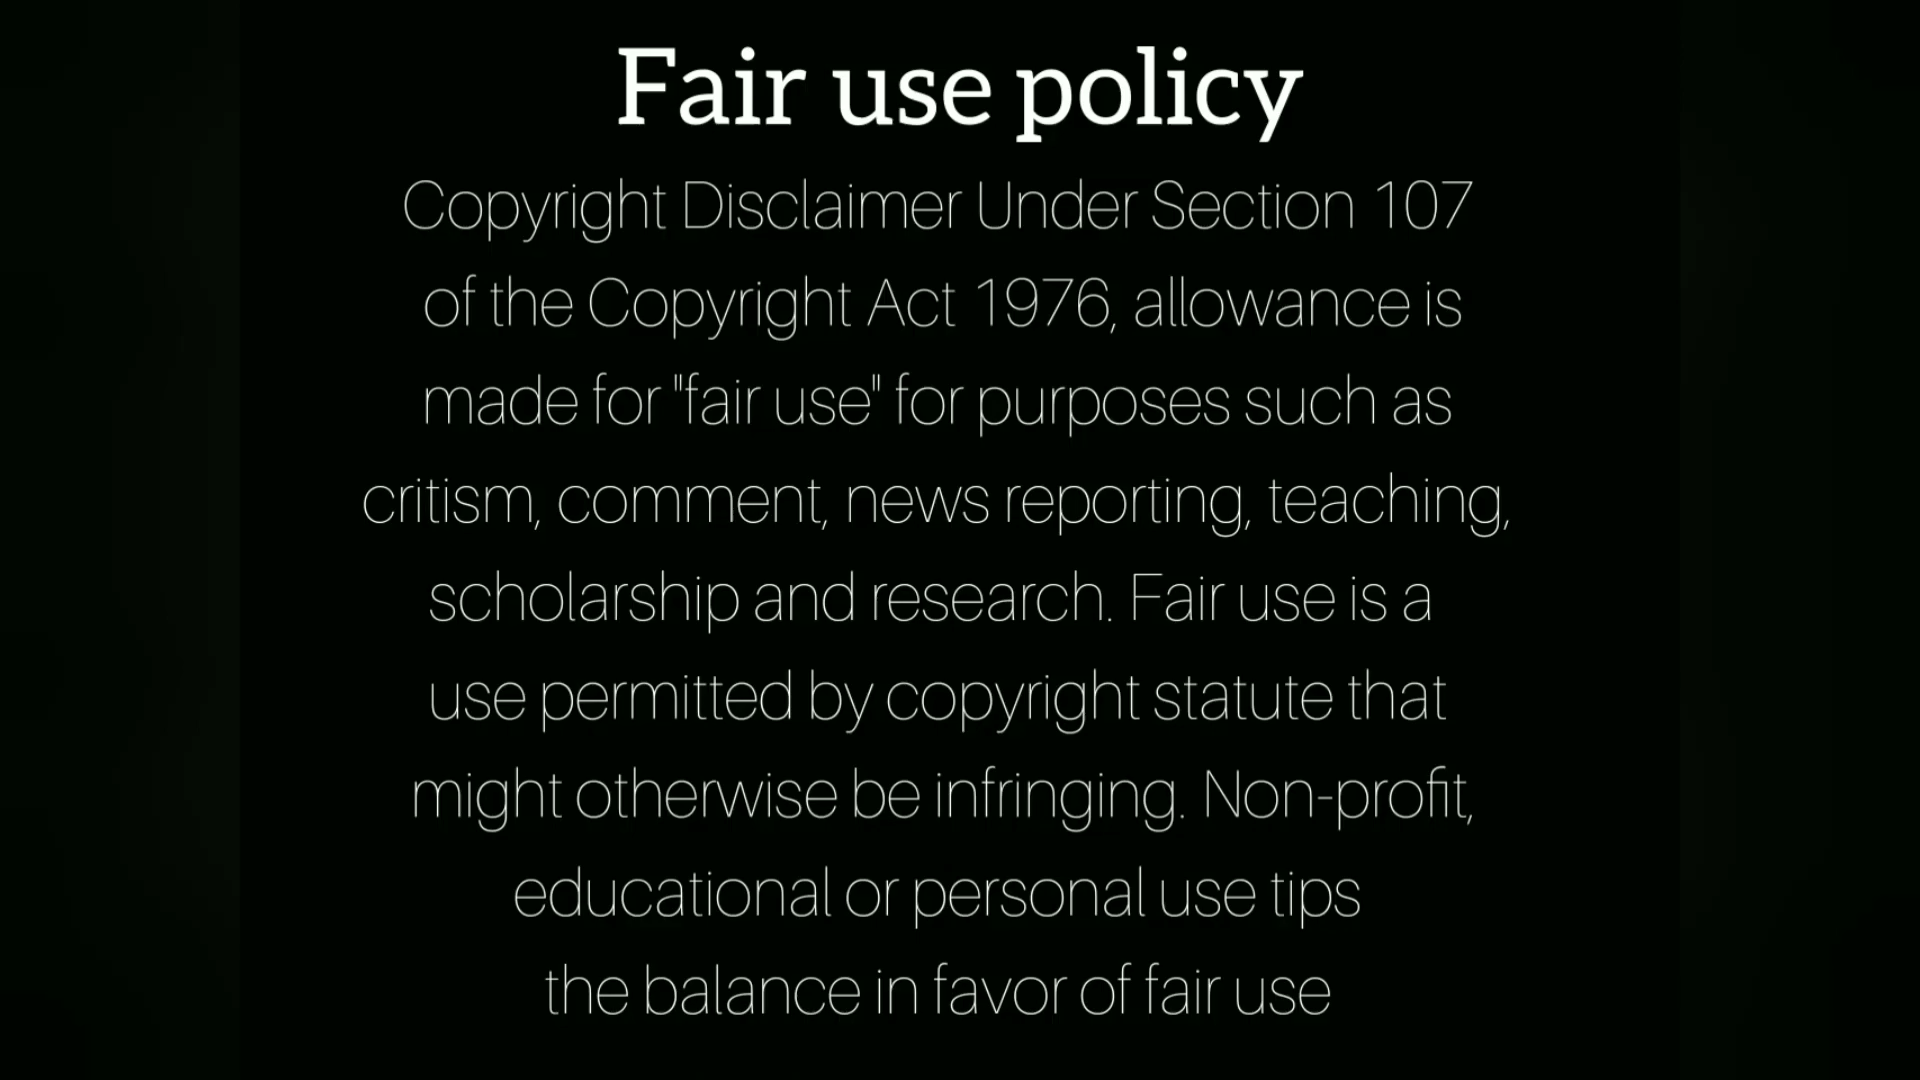 Fair use policy
Copyright Disclaimer Under Section 107
of the Copyright Act 1976, allowance is
made for "fair use" for purposes such as
critism, comment, news reporting, teaching,
scholarship and research. Fair use is a
use permitted by copyright statute that
might otherwise be infringing. Non-profit,
educational or personal use tips
the balance in favor of fair use